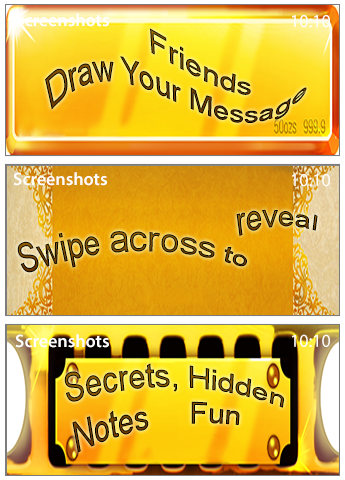 Screenshots 10:10
Friends
Draw Your Message
50ozs 999.9
Screenshots 10:10
Swipe across to reveal
Screenshots 10:10
Secrets, Hidden
Notes Fun